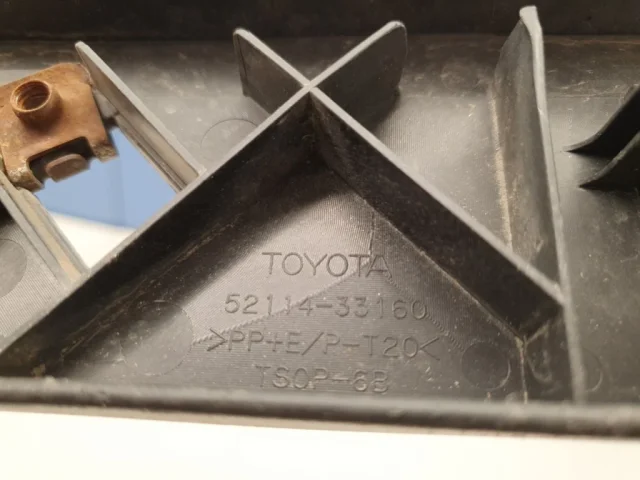 TOYOTA
52114-33160
>PP+E/P-T20<
TSOP-6B